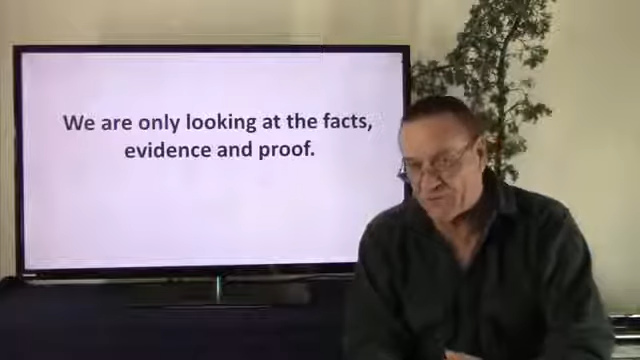 We are only looking at the facts,
evidence and proof.